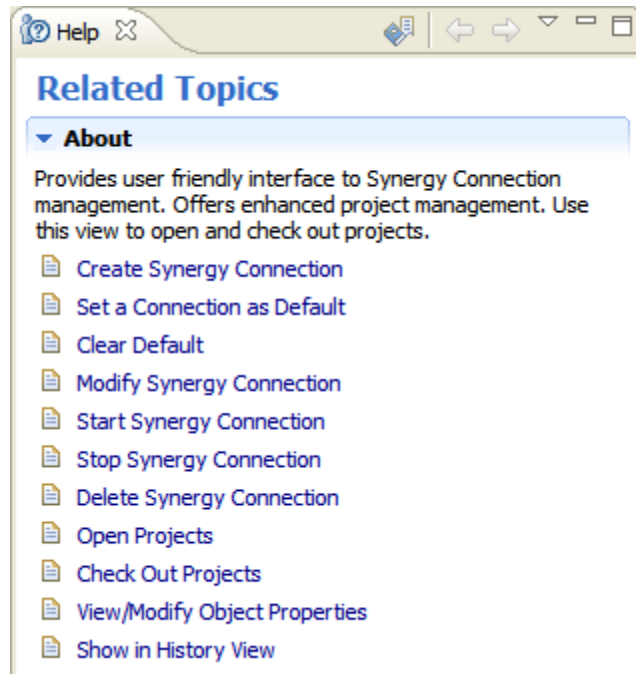 Help
Related Topics
About
Provides user friendly interface to Synergy Connection
management. Offers enhanced project management. Use
this view to open and check out projects.
Create Synergy Connection
Set a Connection as Default
Clear Default
Modify Synergy Connection
Start Synergy Connection
Stop Synergy Connection
Delete Synergy Connection
Open Projects
Check Out Projects
View/Modify Object Properties
Show in History View